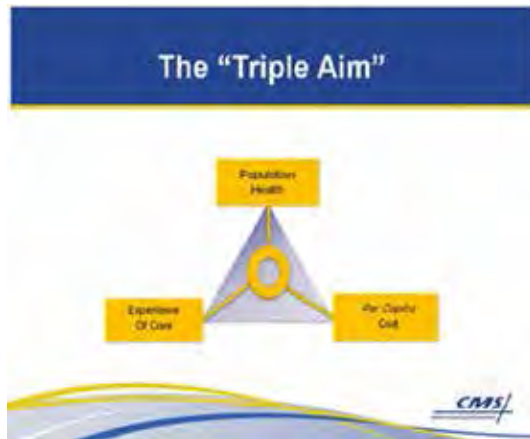 The “Triple Aim”
Population
Health
Experience
Of Care
Per Capita
Cost
CMS